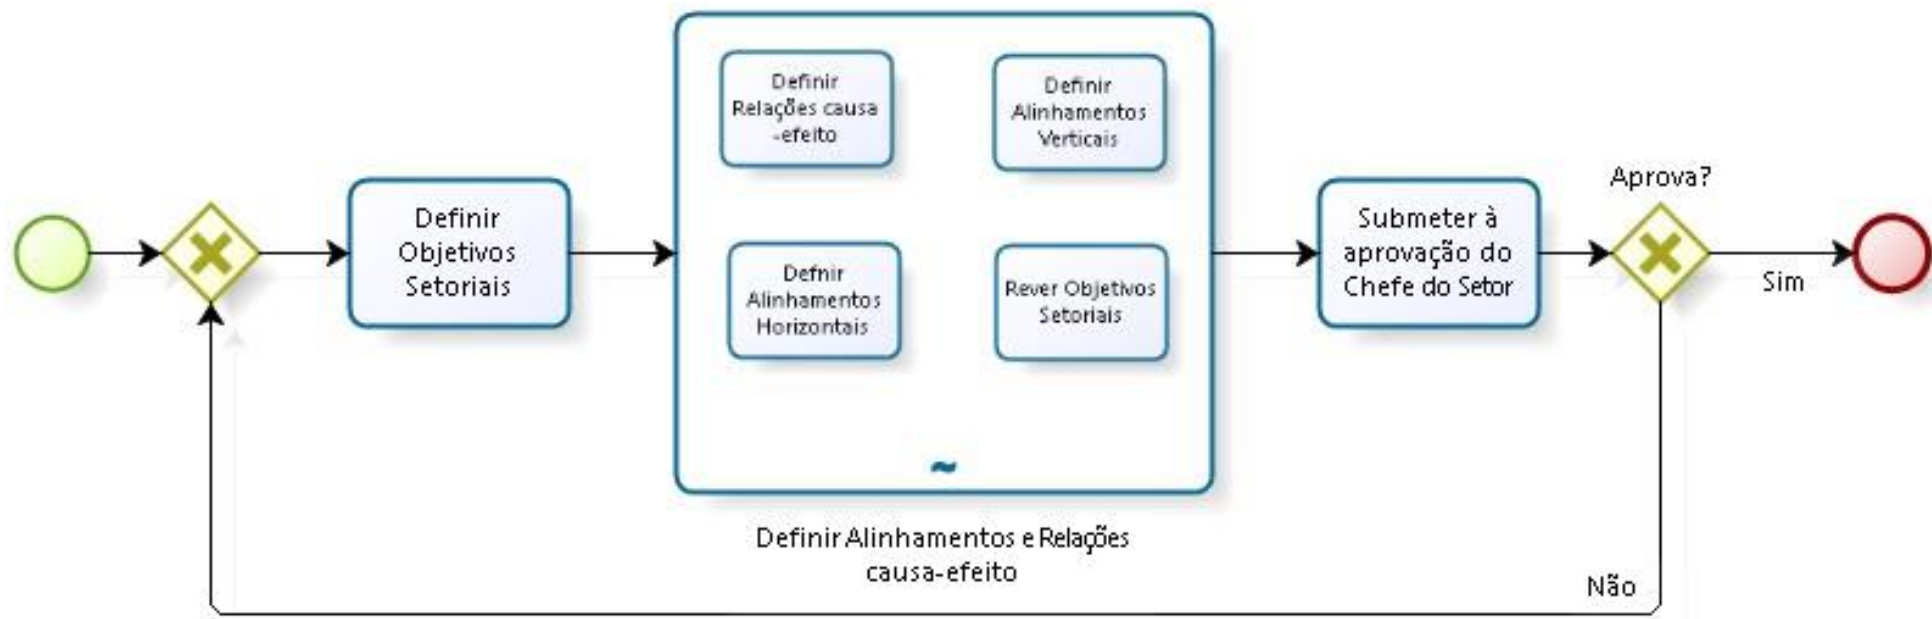 Definir
Objetivos
Setoriais
Definir
Relações causa
-efeito
Definir
Alinhamentos
Verticais
Defnir
Alinhamentos
Horizontais
Rever Objetivos
Setoriais
~
Definir Alinhamentos e Relações
causa-efeito
Submeter à
aprovação do
Chefe do Setor
Aprova?
Sim
Não